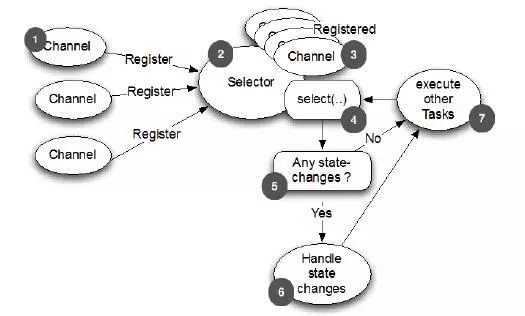 1
Channel
Register
Channel
Register
Channel
Register
2
Selector
Registered
Channel
3
select(..)
4
Any state-
changes ?
5
No
Yes
Handle
state
changes
6
execute
other
Tasks
7